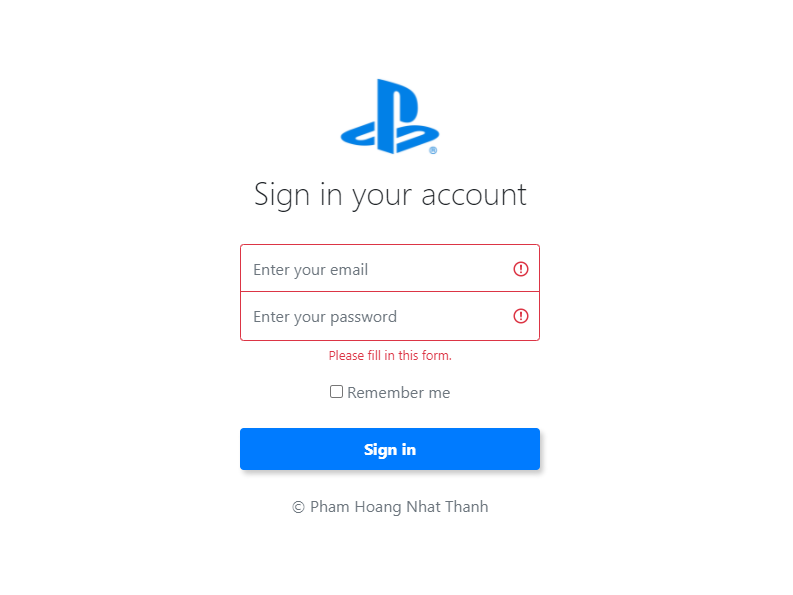 ®
Sign in your account
Enter your email
Enter your password
Please fill in this form.
Remember me
Sign in
© Pham Hoang Nhat Thanh